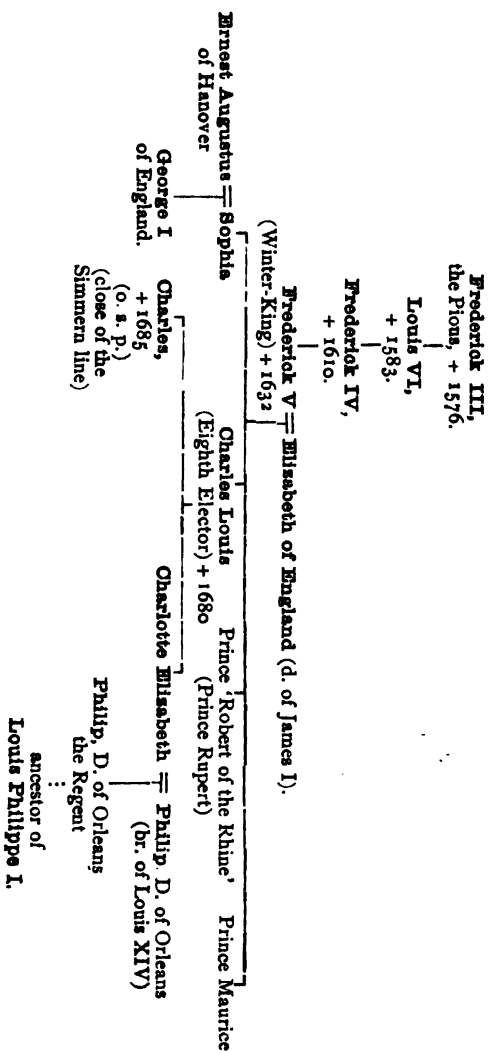 Frederick III,
the Pious, + 1576.
Louis VI,
+ 1583.
Frederick IV,
+ 1610.
Frederick V = Elisabeth of England (d. of James I).
(Winter-King) + 1632
Ernest Augustus = Sophia
of Hanover
Charles Louis
(Eighth Elector) + 1680
Prince 'Robert of the Rhine'
(Prince Rupert)
Prince Maurice
George I
of England.
Charles,
+ 1685
(o. s. p.)
(close of the
Simmern line)
Charlotte Elisabeth = Philip, D. of Orleans
(br. of Louis XIV)
Philip, D. of Orleans
the Regent
ancestor of
Louis Philippe I.